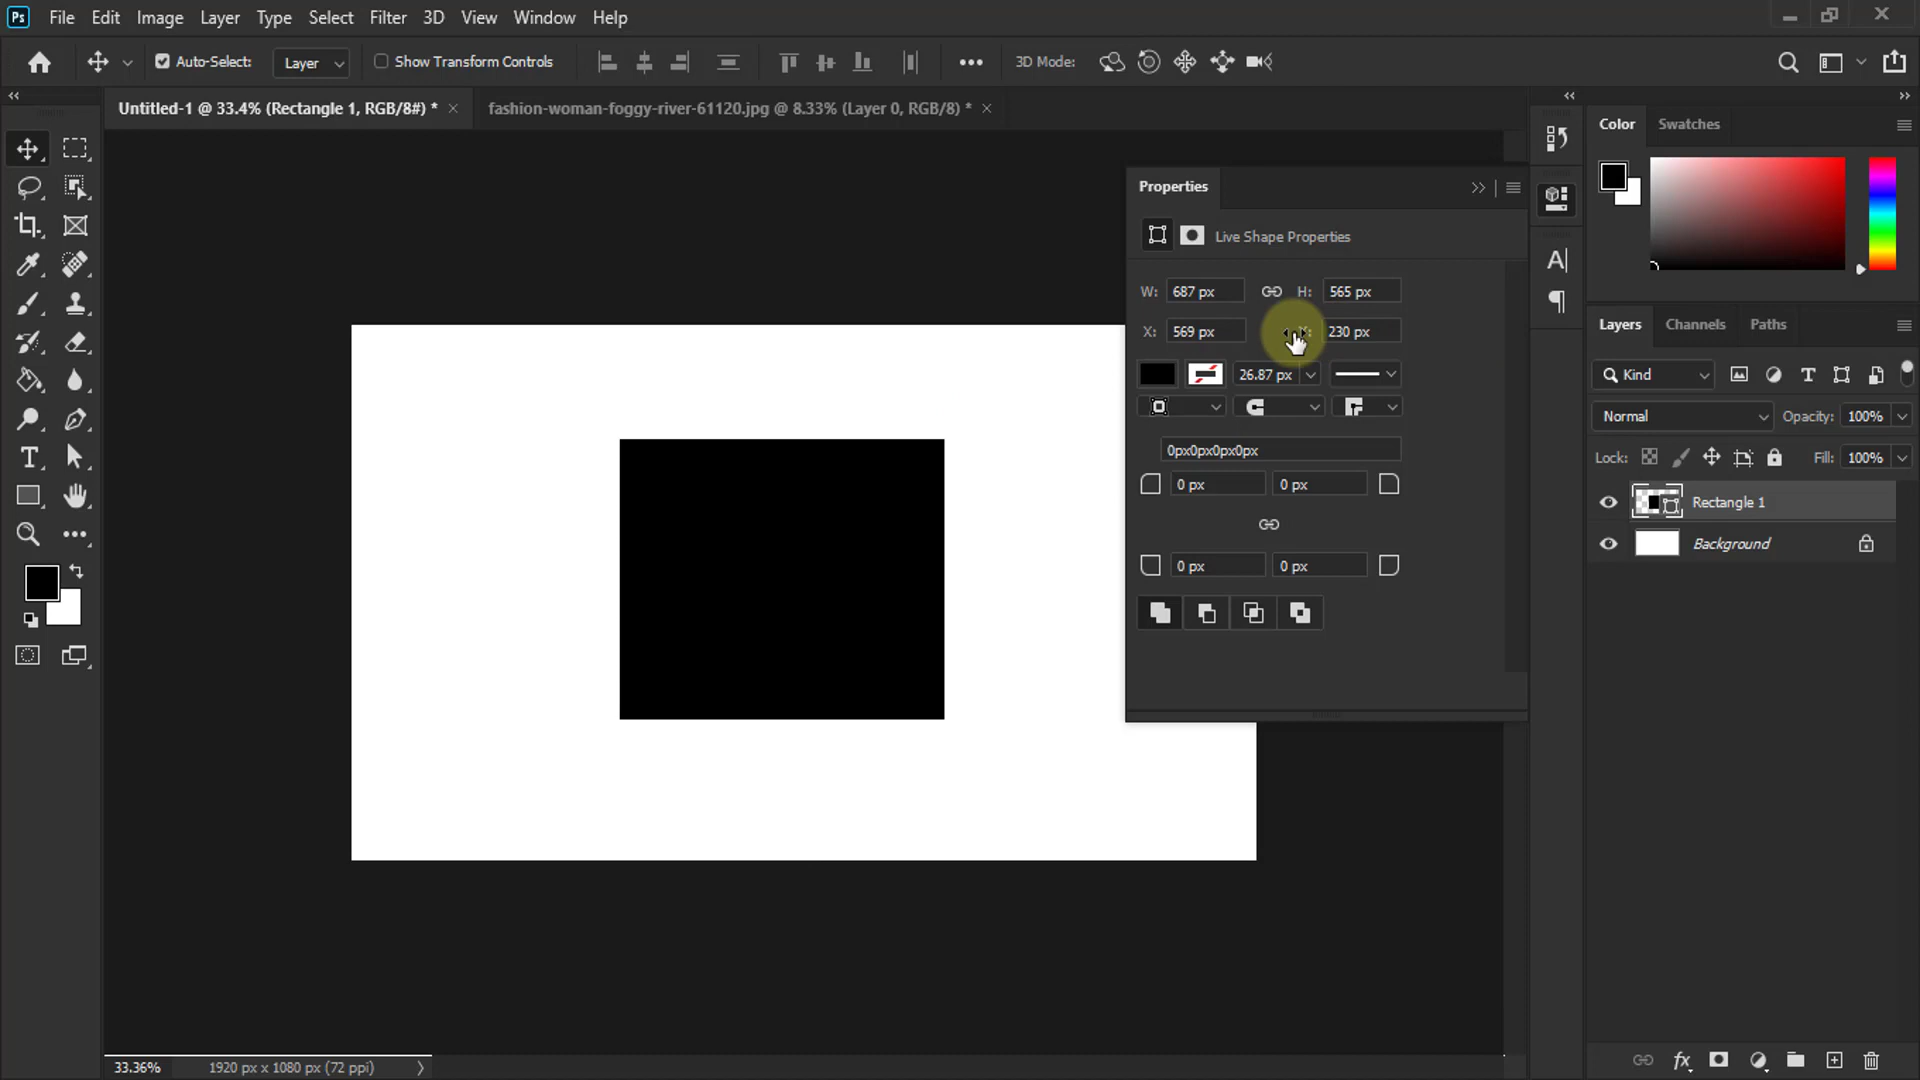 Ps File Edit Image Layer Type Select Filter 3D View Window Help
Auto-Select: Layer Show Transform Controls 3D Mode:
Untitled-1 @ 33.4% (Rectangle 1, RGB/8#) * fashion-woman-foggy-river-61120.jpg @ 8.33% (Layer 0, RGB/8) *
Properties
Live Shape Properties
W: 687 px H: 565 px
X: 569 px 230 px
26.87 px
0px0px0px0px
0 px 0 px
0 px 0 px
Color Swatches
Layers Channels Paths
Kind
Normal Opacity: 100%
Lock: Fill: 100%
Rectangle 1
Background
33.36% 1920 px x 1080 px (72 ppi)